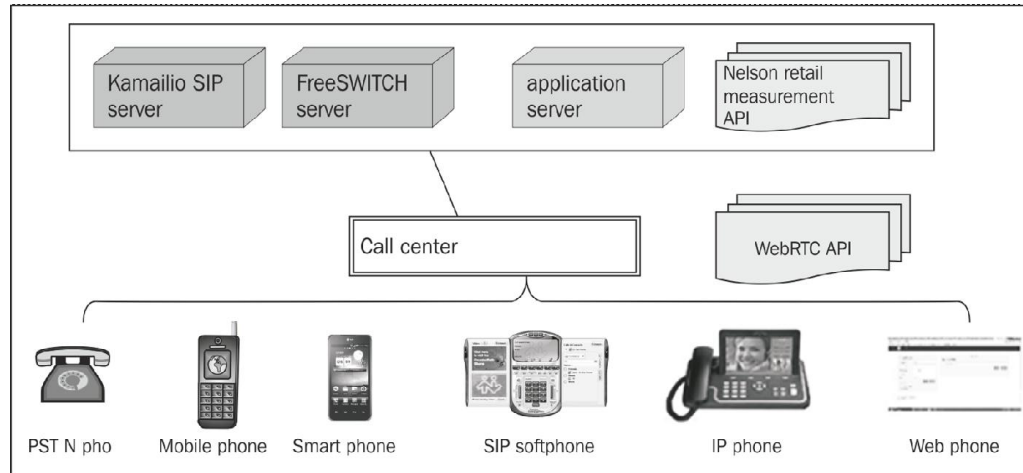 Kamailio SIP
server
FreeSWITCH
server
application
server
Nelson retail
measurement
API
Call center
WebRTC API
PST N pho
Mobile phone
Smart phone
SIP softphone
IP phone
Web phone